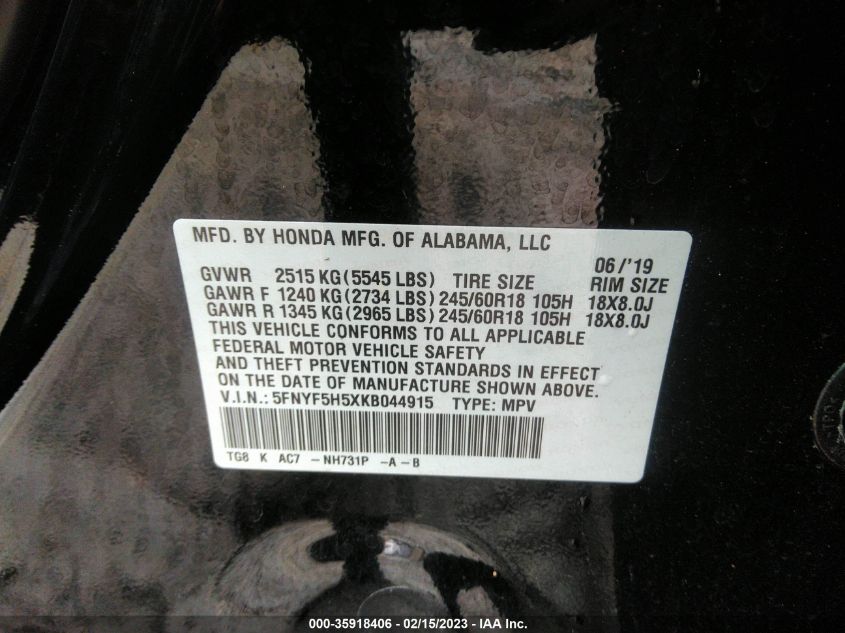 MFD. BY HONDA MFG. OF ALABAMA, LLC
06/'19
GVWR 2515 KG(5545 LBS) TIRE SIZE RIM SIZE
GAWR F 1240 KG(2734 LBS) 245/60R18 105H 18X8.0J
GAWR R 1345 KG(2965 LBS) 245/60R18 105H 18X8.0J
THIS VEHICLE CONFORMS TO ALL APPLICABLE
FEDERAL MOTOR VEHICLE SAFETY
AND THEFT PREVENTION STANDARDS IN EFFECT
ON THE DATE OF MANUFACTURE SHOWN ABOVE.
V.I.N.: 5FNYF5H5XKB044915 TYPE: MPV
TG8 K AC7 -NH731P -A-B
000-35918406 - 02/15/2023 - IAA Inc.